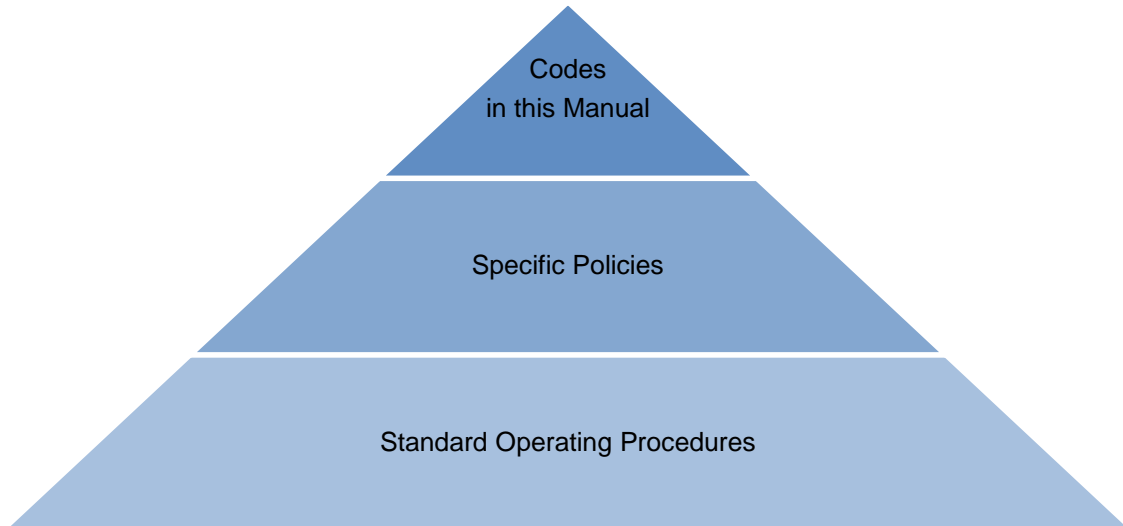 Codes
in this Manual
Specific Policies
Standard Operating Procedures